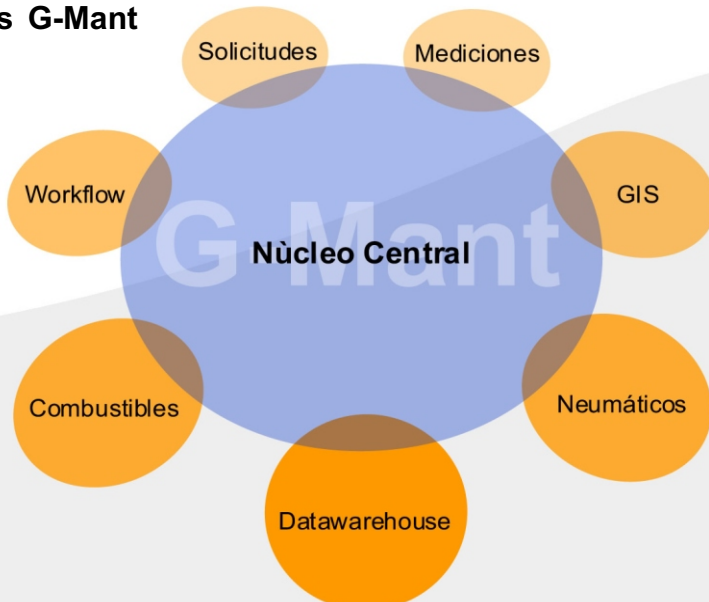 s G-Mant
Solicitudes
Mediciones
Workflow
GIS
G Mant
Nùcleo Central
Combustibles
Neumáticos
Datawarehouse